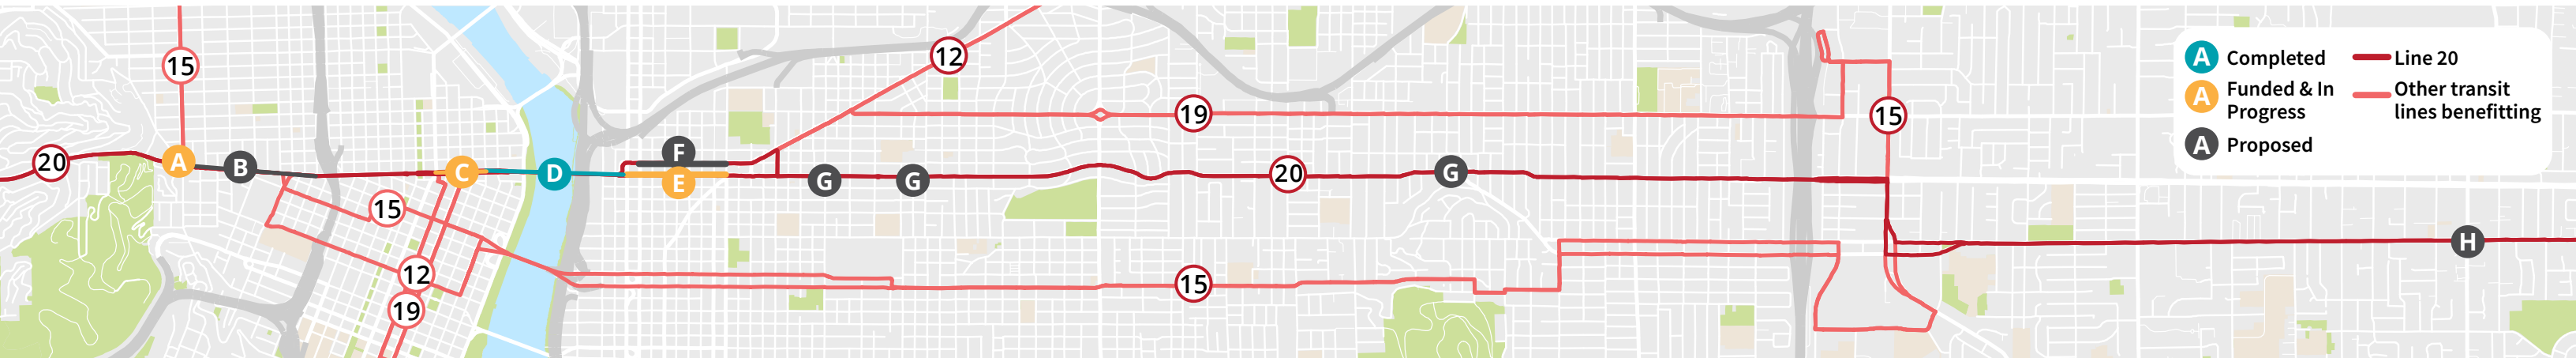 15
12
A Completed
Line 20
A Funded & In
Progress
Other transit
lines benefitting
A Proposed
19
15
20
A
B
C
D
F
E
G
G
20
G
15
12
19
15
H